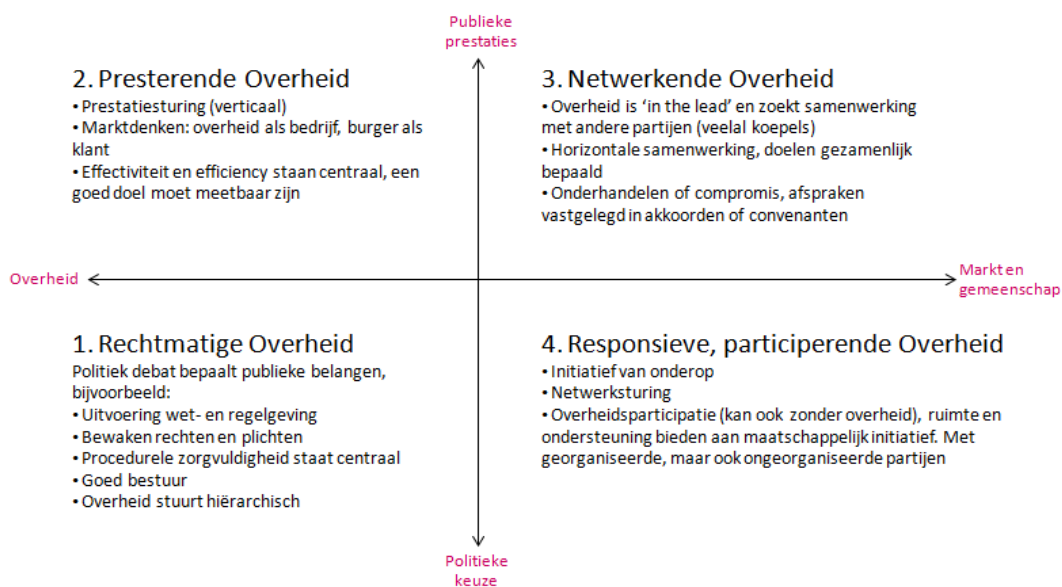 Publieke
prestaties
2. Presterende Overheid
• Prestatiesturing (verticaal)
• Marktdenken: overheid als bedrijf, burger als
klant
• Effectiviteit en efficiency staan centraal, een
goed doel moet meetbaar zijn
3. Netwerkende Overheid
• Overheid is ‘in the lead’ en zoekt samenwerking
met andere partijen (veelal koepels)
• Horizontale samenwerking, doelen gezamenlijk
bepaald
• Onderhandelen of compromis, afspraken
vastgelegd in akkoorden of convenanten
Overheid
Markt en
gemeenschap
1. Rechtmatige Overheid
Politiek debat bepaalt publieke belangen,
bijvoorbeeld:
• Uitvoering wet- en regelgeving
• Bewaken rechten en plichten
• Procedurele zorgvuldigheid staat centraal
• Goed bestuur
• Overheid stuurt hiërarchisch
4. Responsieve, participerende Overheid
• Initiatief van onderop
• Netwerksturing
• Overheidsparticipatie (kan ook zonder overheid), ruimte en
ondersteuning bieden aan maatschappelijk initiatief. Met
georganiseerde, maar ook ongeorganiseerde partijen
Politieke
keuze